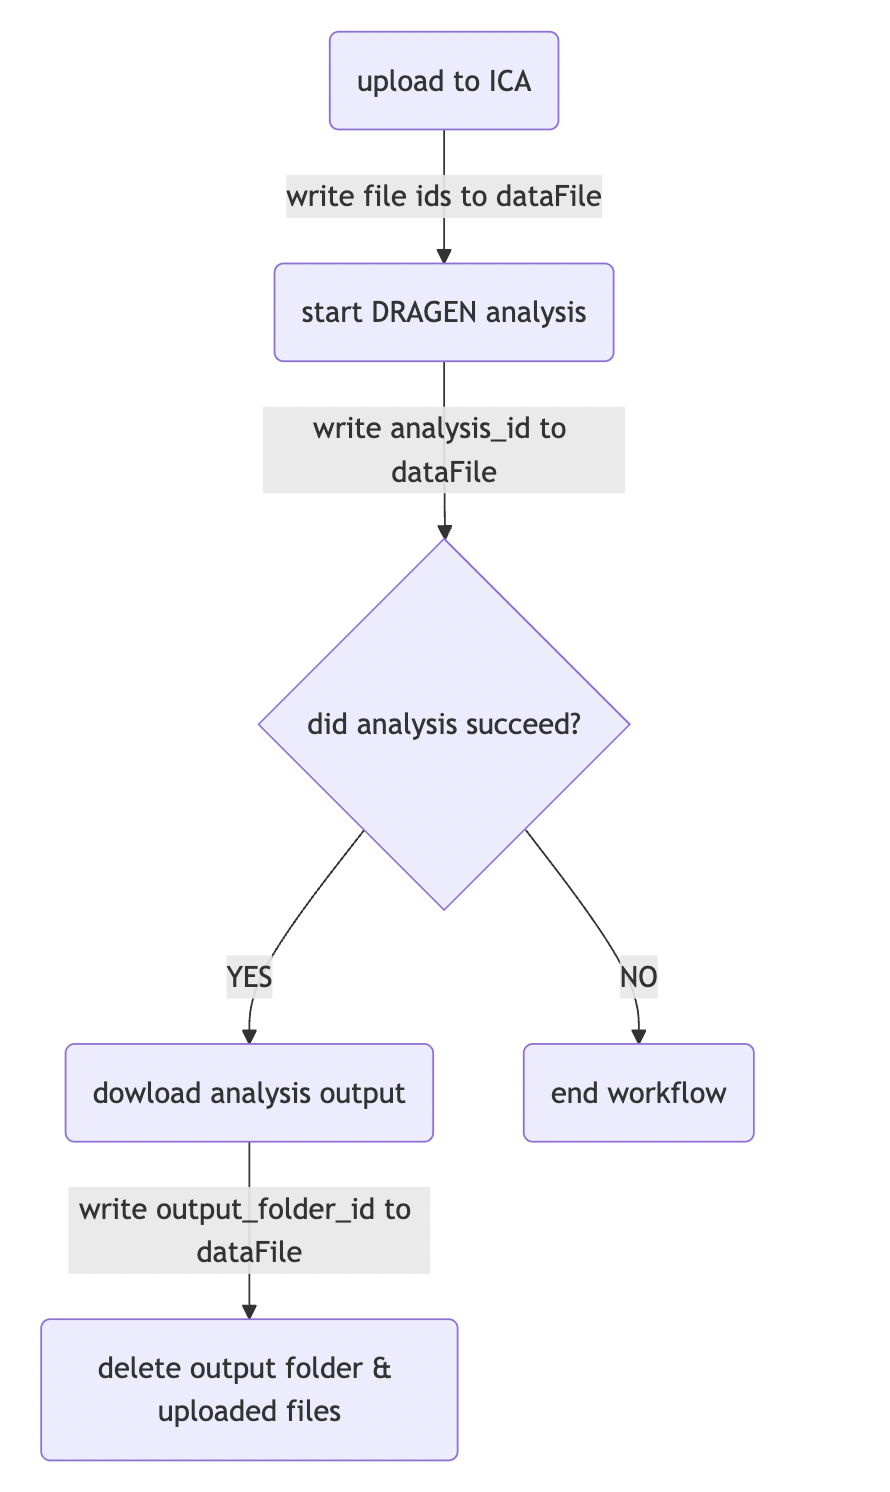 upload to ICA
write file ids to dataFile
start DRAGEN analysis
write analysis_id to
dataFile
did analysis succeed?
YES
NO
dowload analysis output
end workflow
write output_folder_id to
dataFile
delete output folder &
uploaded files